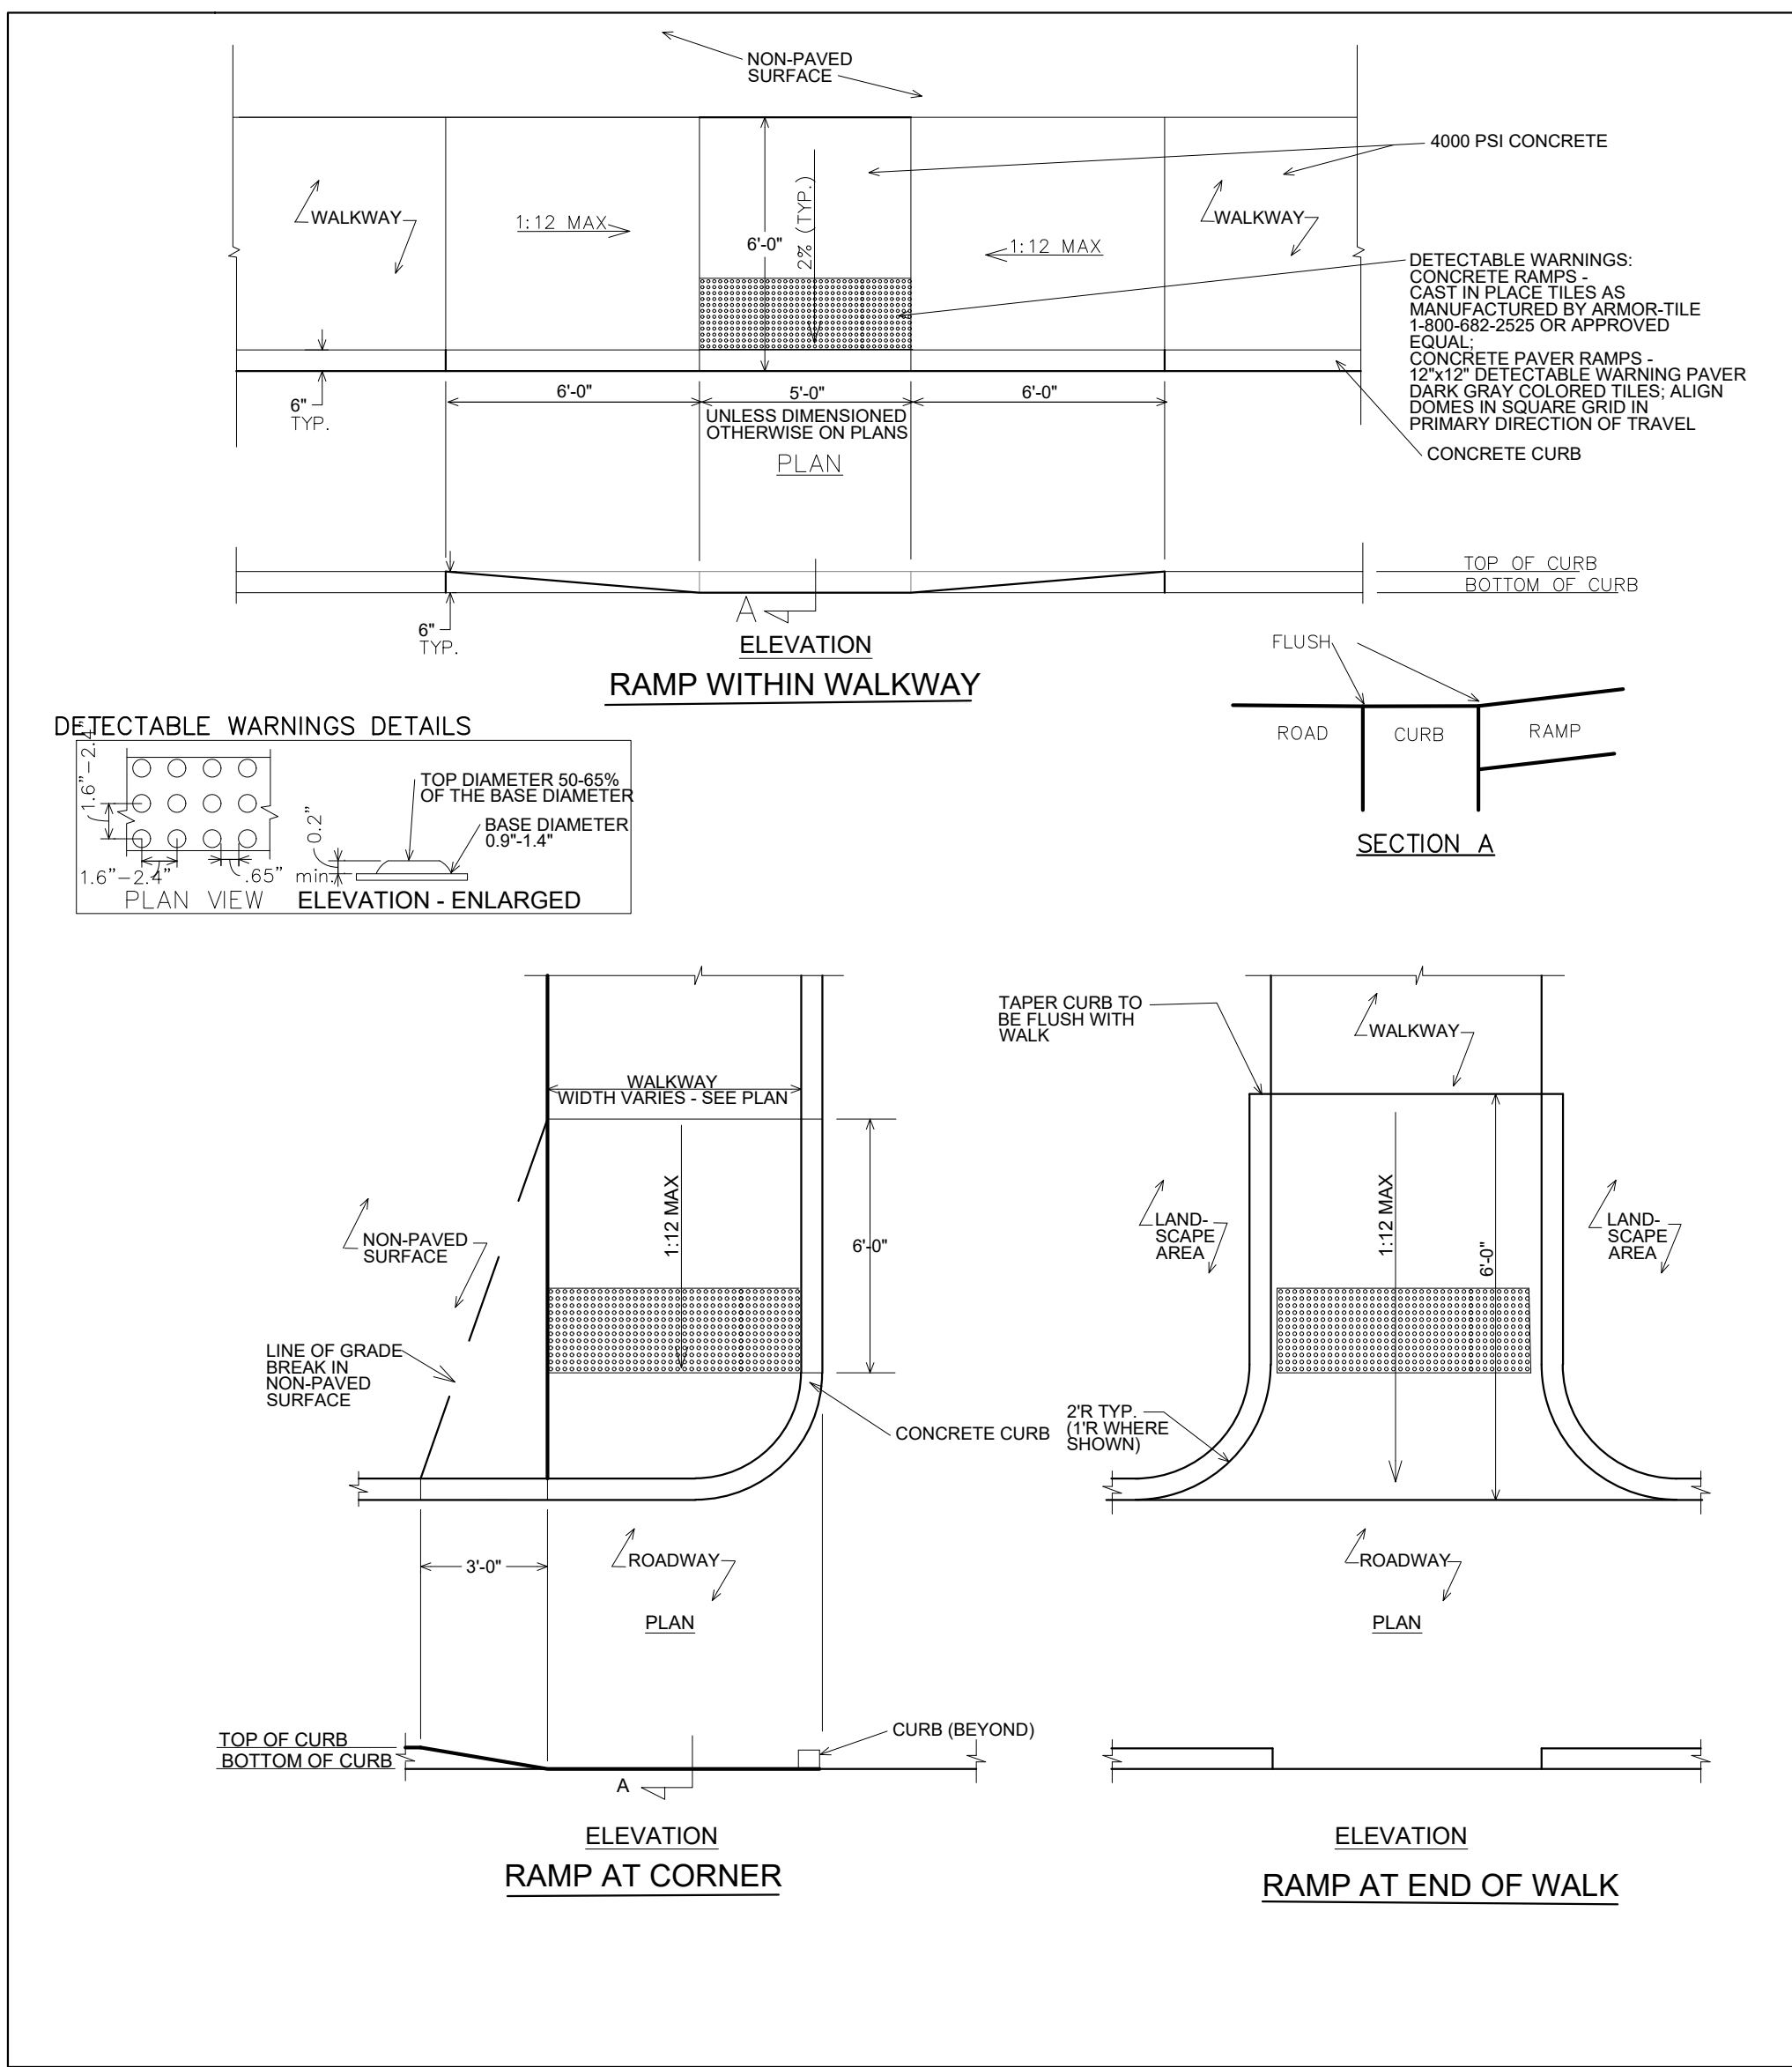 NON-PAVED
SURFACE
4000 PSI CONCRETE
WALKWAY
1:12 MAX
6'-0"
2% (TYP.)
1:12 MAX
WALKWAY
DETECTABLE WARNINGS:
CONCRETE RAMPS -
CAST IN PLACE TILES AS
MANUFACTURED BY ARMOR-TILE
1-800-682-2525 OR APPROVED
EQUAL;
CONCRETE PAVER RAMPS -
12"x12" DETECTABLE WARNING PAVER
DARK GRAY COLORED TILES; ALIGN
DOMES IN SQUARE GRID IN
PRIMARY DIRECTION OF TRAVEL
CONCRETE CURB
6"
TYP.
6'-0"
5'-0"
6'-0"
UNLESS DIMENSIONED
OTHERWISE ON PLANS
PLAN
TOP OF CURB
BOTTOM OF CURB
6"
TYP.
A
ELEVATION
RAMP WITHIN WALKWAY
FLUSH
ROAD
CURB
RAMP
SECTION A
DETECTABLE WARNINGS DETAILS
1.6"-2.4"
1.6"-2.4"
.65"
PLAN VIEW
0.2"
min.
TOP DIAMETER 50-65%
OF THE BASE DIAMETER
BASE DIAMETER
0.9"-1.4"
ELEVATION - ENLARGED
WALKWAY
WIDTH VARIES - SEE PLAN
1:12 MAX
6'-0"
NON-PAVED
SURFACE
LINE OF GRADE
BREAK IN
NON-PAVED
SURFACE
CONCRETE CURB
3'-0"
ROADWAY
PLAN
TOP OF CURB
BOTTOM OF CURB
CURB (BEYOND)
A
ELEVATION
RAMP AT CORNER
TAPER CURB TO
BE FLUSH WITH
WALK
WALKWAY
LAND-
SCAPE
AREA
1:12 MAX
6'-0"
LAND-
SCAPE
AREA
2'R TYP.
(1'R WHERE
SHOWN)
ROADWAY
PLAN
ELEVATION
RAMP AT END OF WALK